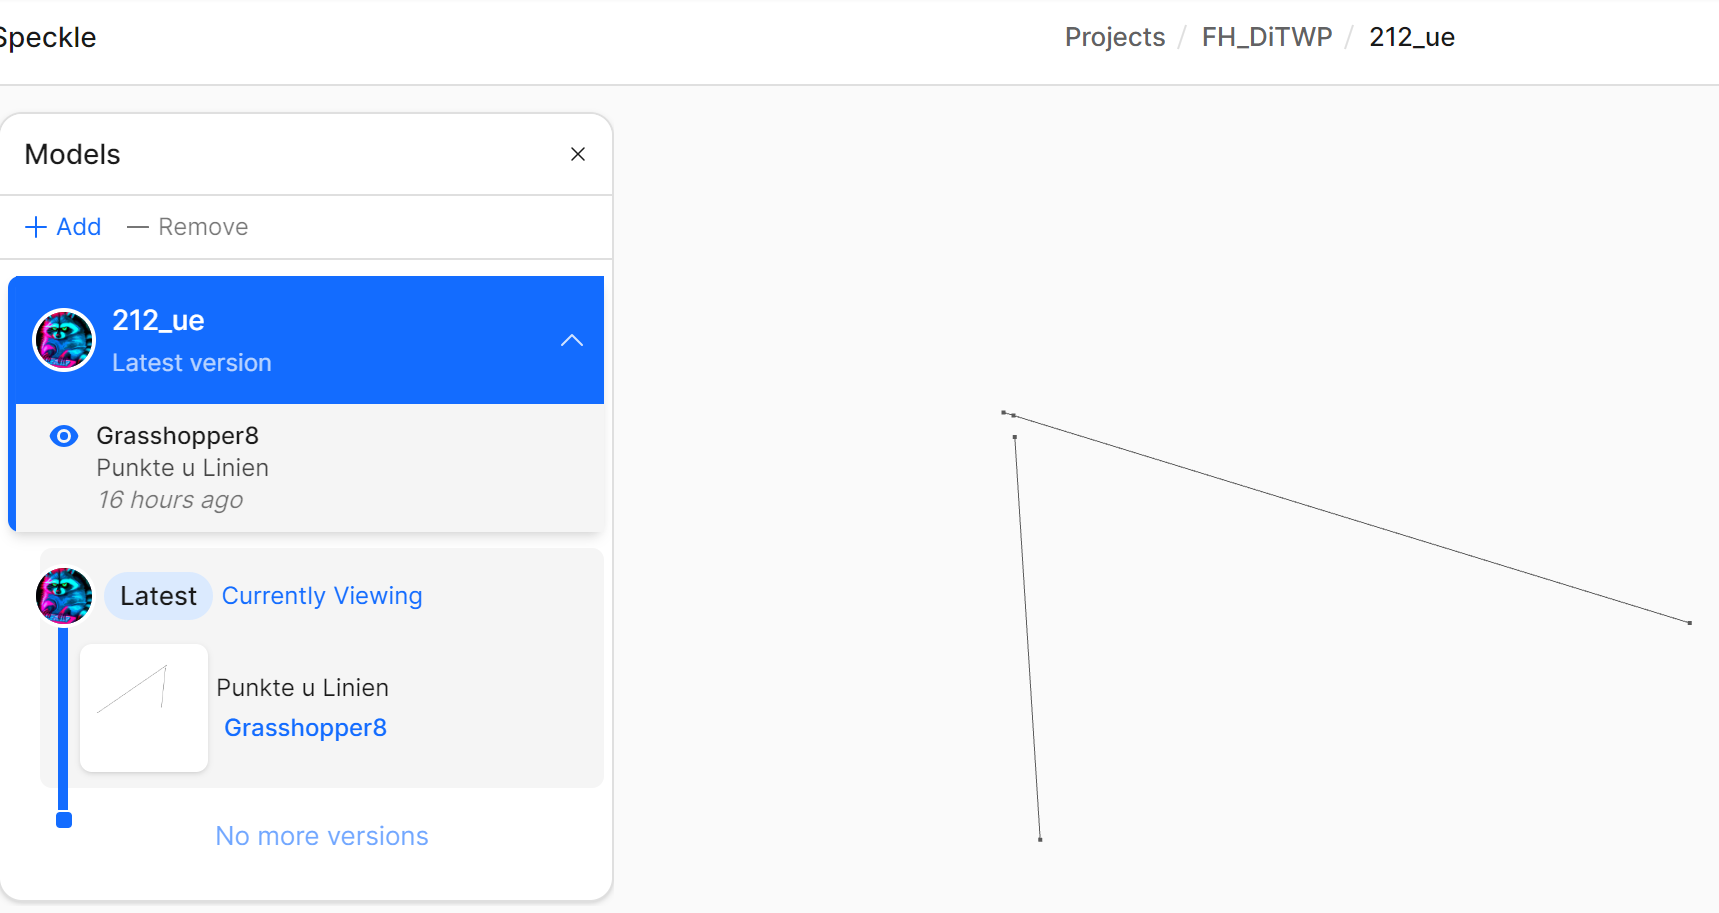 Speckle
Projects / FH_DiTWP / 212_ue
Models
Add
Remove
212_ue
Latest version
Grasshopper8
Punkte u Linien
16 hours ago
Latest
Currently Viewing
Punkte u Linien
Grasshopper8
No more versions